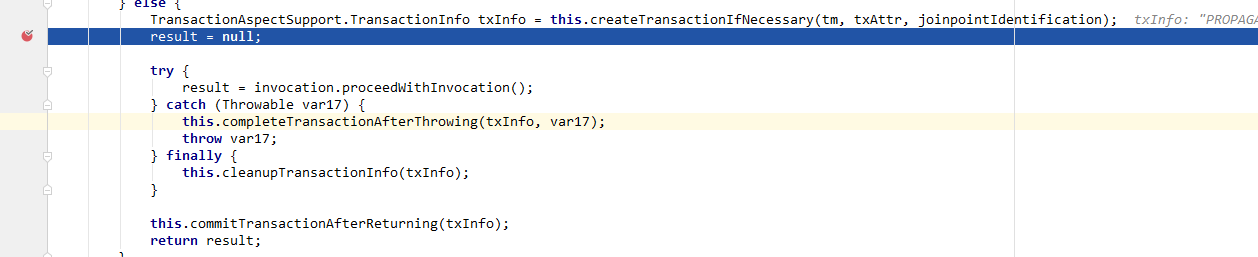 } else {
TransactionAspectSupport.TransactionInfo txInfo = this.createTransactionIfNecessary(tm, txAttr, joinpointIdentification); txInfo: "PROPAGA
result = null;
try {
result = invocation.proceedWithInvocation();
} catch (Throwable var17) {
this.completeTransactionAfterThrowing(txInfo, var17);
throw var17;
} finally {
this.cleanupTransactionInfo(txInfo);
}
this.commitTransactionAfterReturning(txInfo);
return result;
}